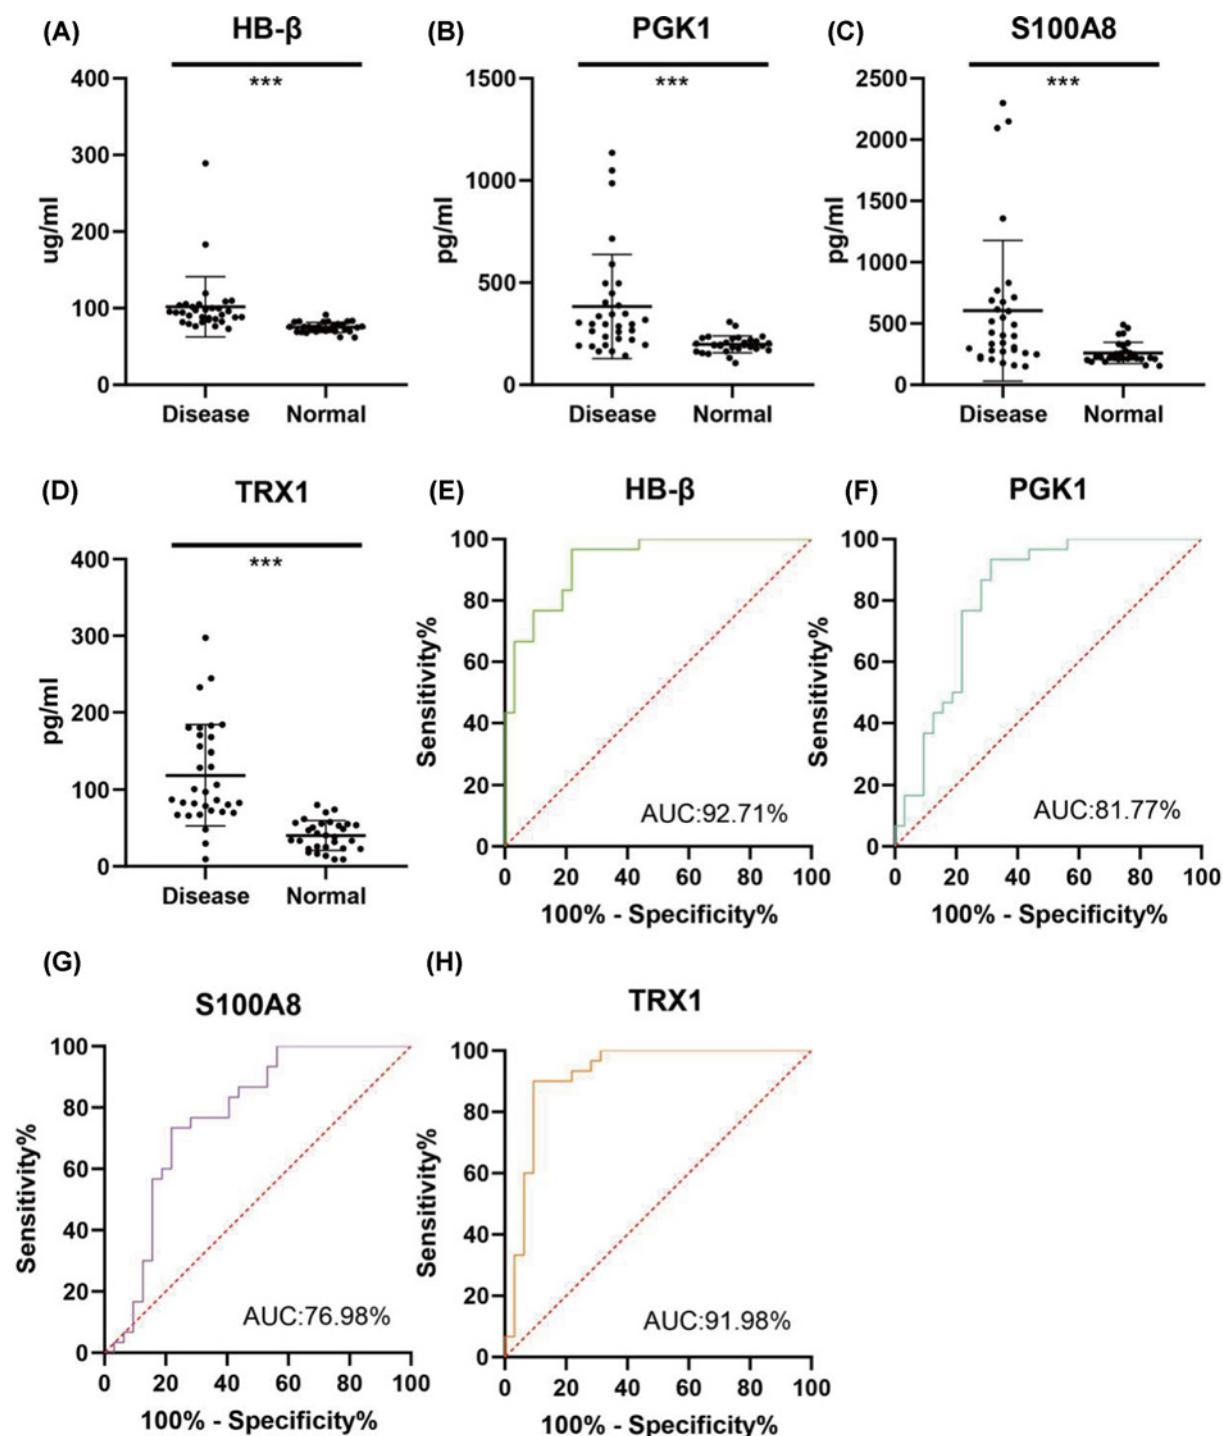 (A) HB-β
***
400
300
200
100
0
ug/ml
Disease Normal
(B) PGK1
***
1500
1000
500
0
pg/ml
Disease Normal
(C) S100A8
***
2500
2000
1500
1000
500
0
pg/ml
Disease Normal
(D) TRX1
***
400
300
200
100
0
pg/ml
Disease Normal
(E) HB-β
100
80
60
40
20
0
Sensitivity%
AUC:92.71%
0 20 40 60 80 100
100% - Specificity%
(F) PGK1
100
80
60
40
20
0
Sensitivity%
AUC:81.77%
0 20 40 60 80 100
100% - Specificity%
(G)
S100A8
100
80
60
40
20
0
Sensitivity%
AUC:76.98%
0 20 40 60 80 100
100% - Specificity%
(H)
TRX1
100
80
60
40
20
0
Sensitivity%
AUC:91.98%
0 20 40 60 80 100
100% - Specificity%